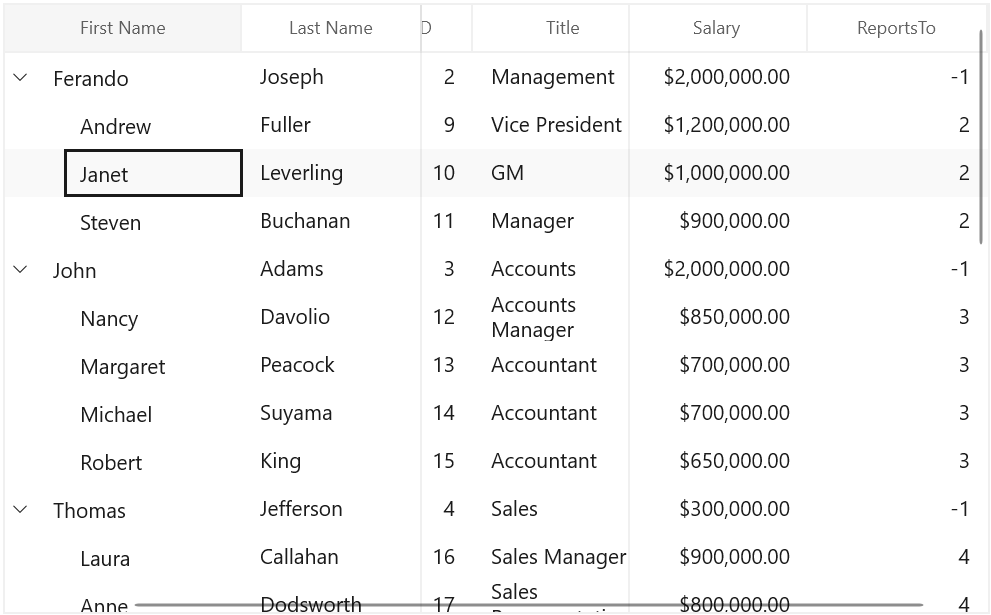 First Name Last Name D Title Salary ReportsTo
Ferando Joseph 2 Management $2,000,000.00 -1
Andrew Fuller 9 Vice President $1,200,000.00 2
Janet Leverling 10 GM $1,000,000.00 2
Steven Buchanan 11 Manager $900,000.00 2
John Adams 3 Accounts $2,000,000.00 -1
Nancy Davolio 12 Accounts Manager $850,000.00 3
Margaret Peacock 13 Accountant $700,000.00 3
Michael Suyama 14 Accountant $700,000.00 3
Robert King 15 Accountant $650,000.00 3
Thomas Jefferson 4 Sales $300,000.00 -1
Laura Callahan 16 Sales Manager $900,000.00 4
Anne Dodsworth 17 Sales $800,000.00 4